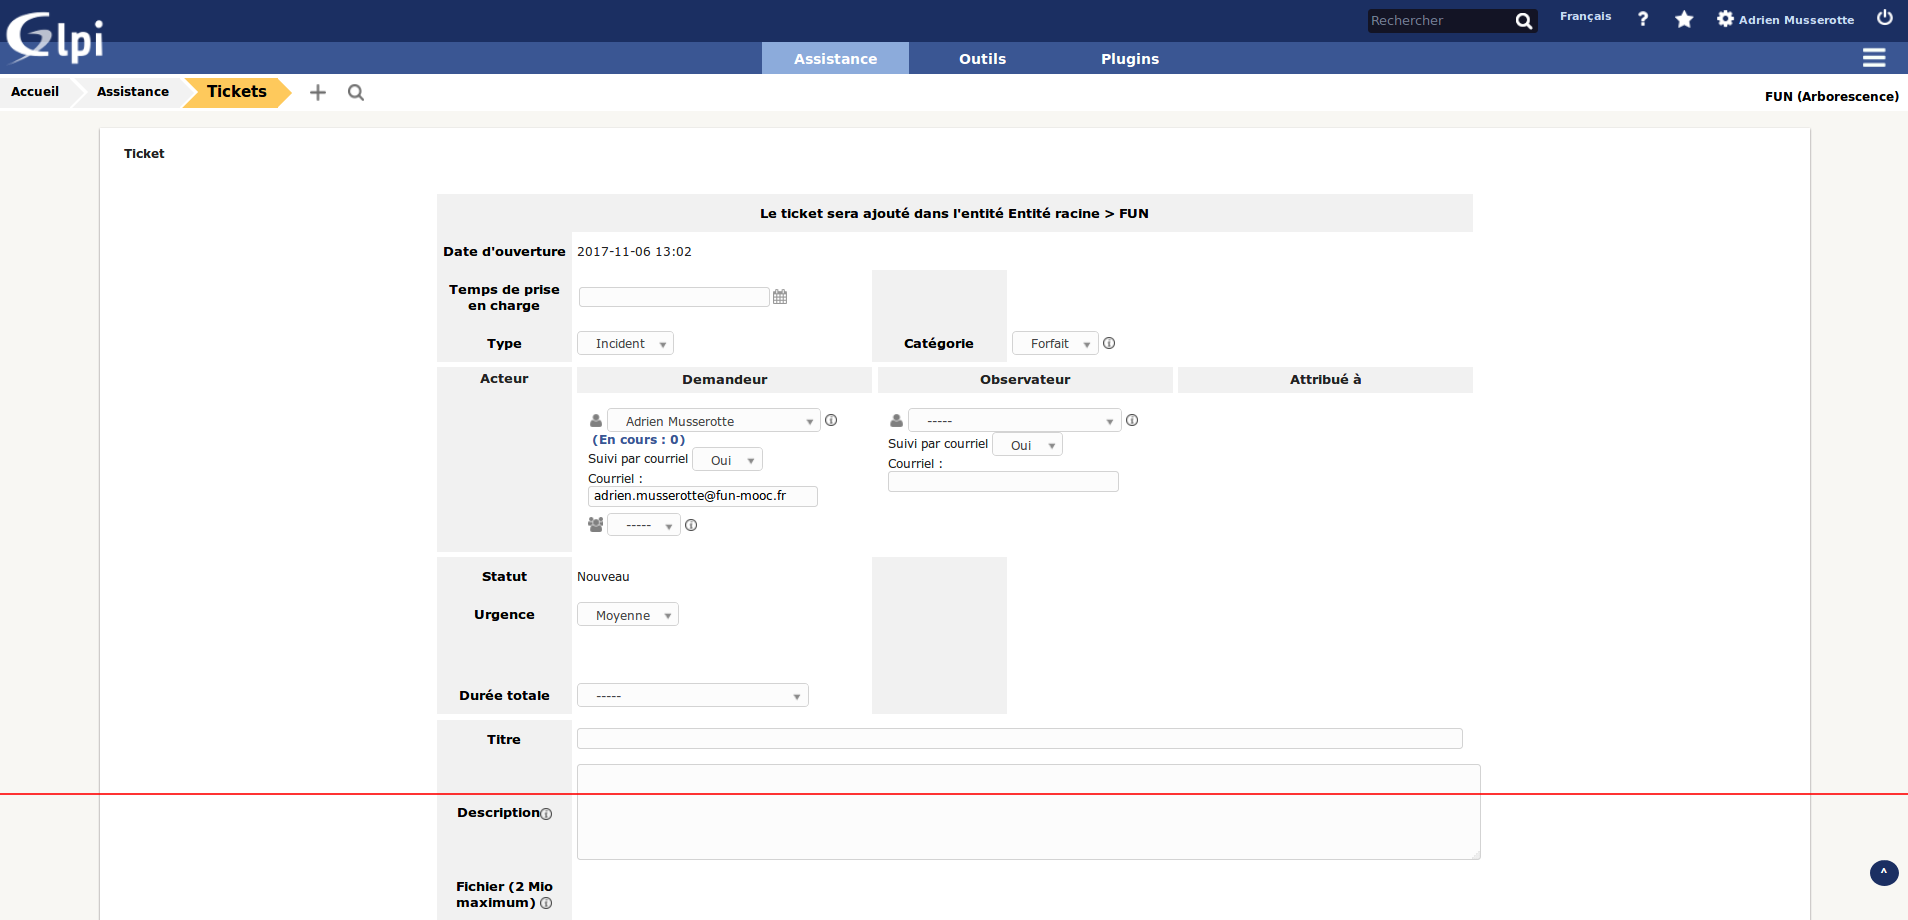 Glpi
Rechercher
Français
?
Adrien Musserotte
Assistance
Outils
Plugins
Accueil
Assistance
Tickets
FUN (Arborescence)
Ticket
Le ticket sera ajouté dans l'entité Entité racine > FUN
Date d'ouverture
2017-11-06 13:02
Temps de prise
en charge
Type
Incident
Catégorie
Forfait
Acteur
Demandeur
Observateur
Attribué à
Adrien Musserotte
-----
(En cours : 0)
Suivi par courriel
Oui
Suivi par courriel
Oui
Courriel :
Courriel :
adrien.musserotte@fun-mooc.fr
-----
Statut
Nouveau
Urgence
Moyenne
Durée totale
-----
Titre
Description
Fichier (2 Mio
maximum)
^